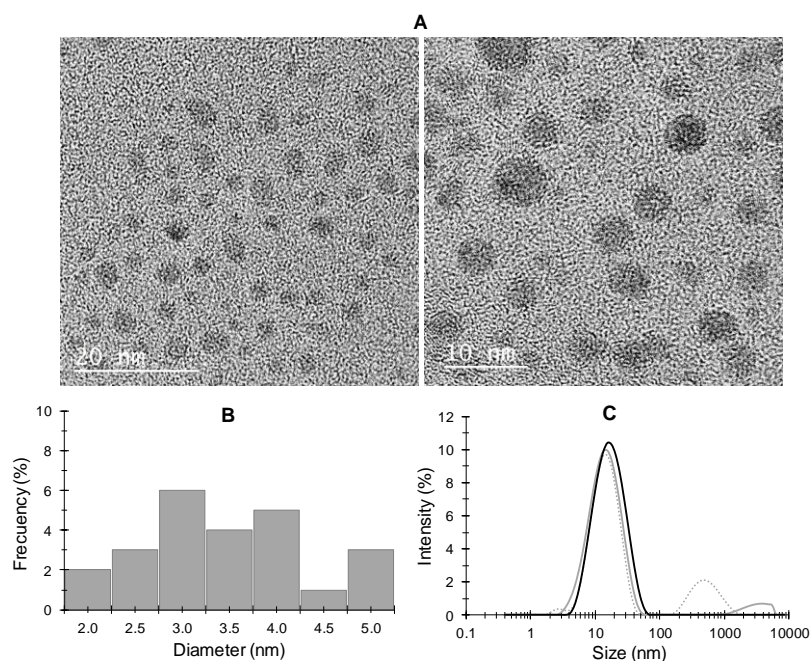 A
20 nm
10 nm
B
10
8
6
4
2
0
Frecuency (%)
2.0 2.5 3.0 3.5 4.0 4.5 5.0
Diameter (nm)
C
12
10
8
6
4
2
0
Intensity (%)
0.1 1 10 100 1000 10000
Size (nm)